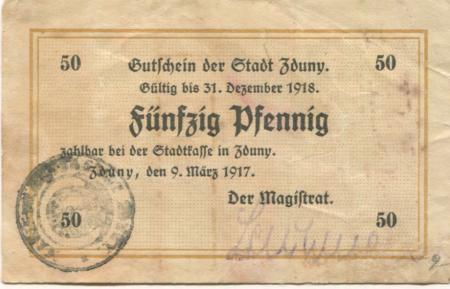 50 Gutschein der Stadt Zduny. 50
Gültig bis 31. Dezember 1918.
Fünfzig Pfennig
zahlbar bei der Stadtkasse in Zduny.
Zduny, den 9. März 1917.
Der Magistrat.
50 50